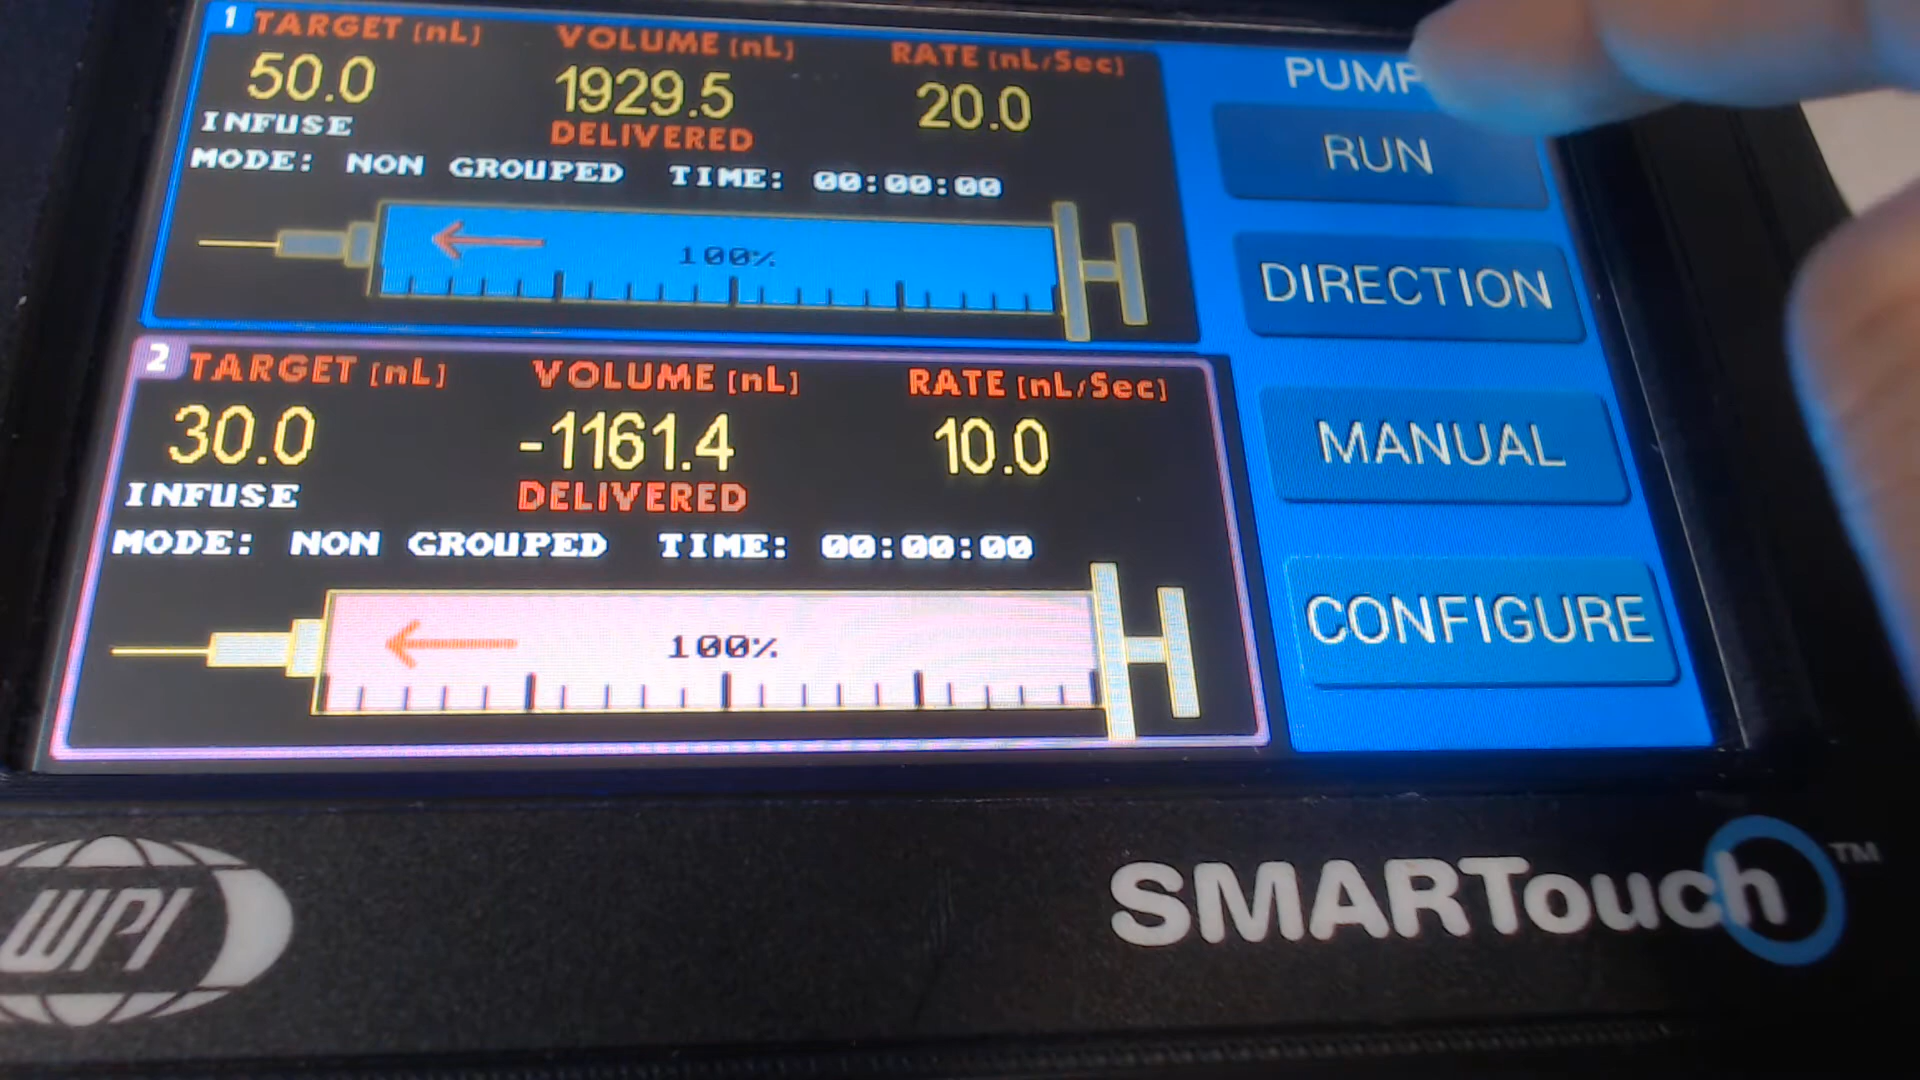 1 TARGET [nL] VOLUME [nL] RATE [nL/Sec]
50.0 1929.5 20.0
INFUSE DELIVERED
MODE: NON GROUPED TIME: 00:00:00
100%
2 TARGET [nL] VOLUME [nL] RATE [nL/Sec]
30.0 -1161.4 10.0
INFUSE DELIVERED
MODE: NON GROUPED TIME: 00:00:00
100%
PUMP
RUN
DIRECTION
MANUAL
CONFIGURE
WPI
SMARTouch™